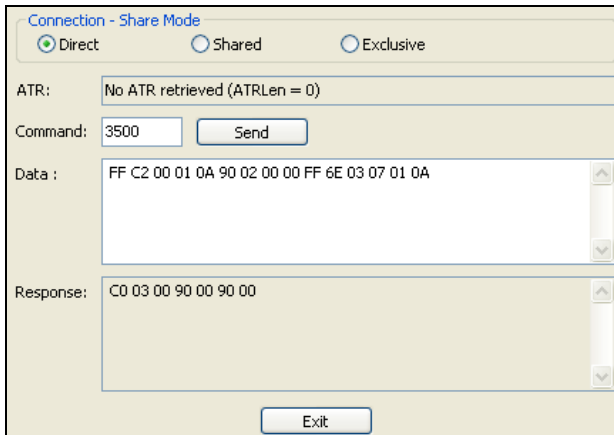 Connection - Share Mode
Direct Shared Exclusive
ATR: No ATR retrieved (ATRLen = 0)
Command: 3500 Send
Data : FF C2 00 01 0A 90 02 00 00 FF 6E 03 07 01 0A
Response: C0 03 00 90 00 90 00
Exit